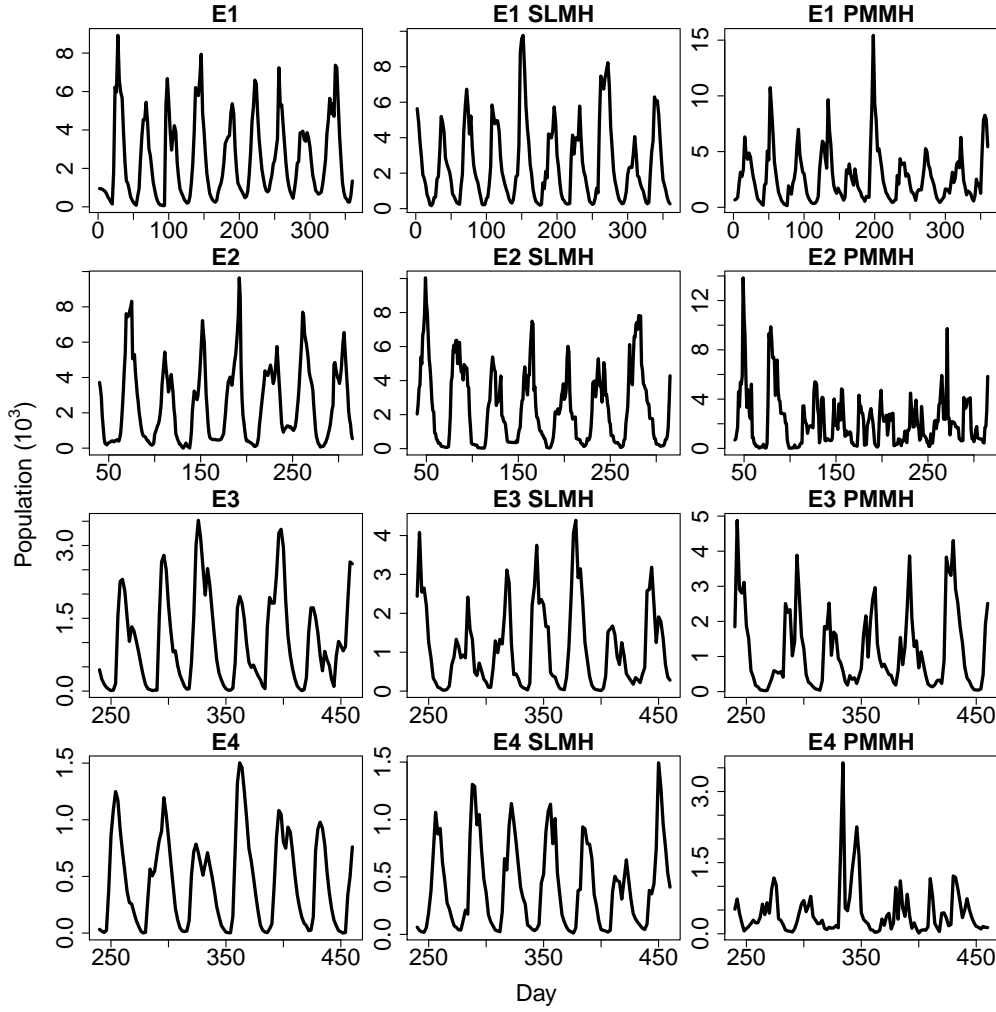 E1 E1 SLMH E1 PMMH
0 2 4 6 8
0 2 4 6 8
0 5 10 15
0 100 200 300
0 100 200 300
0 100 200 300
E2 E2 SLMH E2 PMMH
0 2 4 6 8
0 2 4 6 8
0 4 8 12
50 150 250
50 150 250
50 150 250
Population (10³)
E3 E3 SLMH E3 PMMH
0.0 1.5 3.0
0 1 2 3 4
0 1 2 3 4 5
250 350 450
250 350 450
250 350 450
E4 E4 SLMH E4 PMMH
0.0 0.5 1.0 1.5
0.0 0.5 1.0 1.5
0.0 1.5 3.0
250 350 450
250 350 450
250 350 450
Day